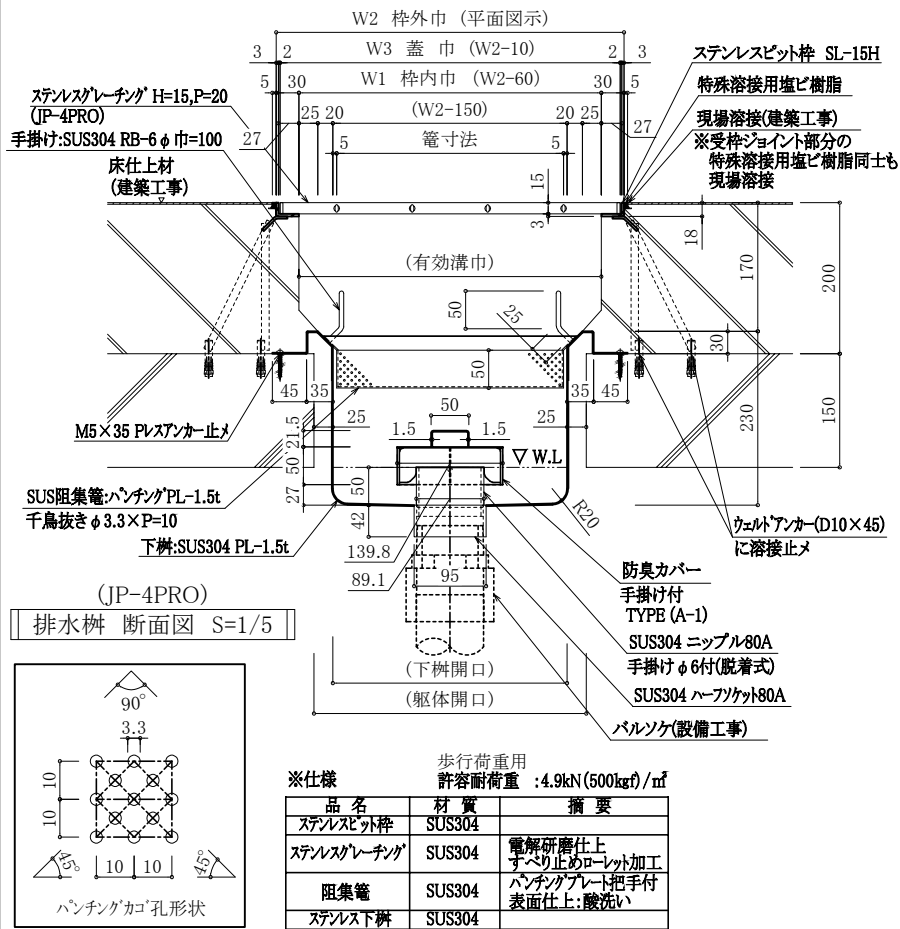 W2 枠外巾 (平面図示)
3 2 W3 蓋 巾 (W2-10) 2 3
5 30 W1 枠内巾 (W2-60) 30 5
25 20 (W2-150) 20 25
27 5 篭寸法 5 27
ステンレスグレーチング H=15,P=20
(JP-4PRO)
手掛け:SUS304 RB-6φ 巾=100
床仕上材
(建築工事)
ステンレスピット枠 SL-15H
特殊溶接用塩ビ樹脂
現場溶接(建築工事)
※受枠ジョイント部分の
特殊溶接用塩ビ樹脂同士も
現場溶接
15
3
18
170
200
(有効溝巾)
50
25
30
50
45 35
35 45
230
150
M5×35 Pレスアンカー止メ
25
50
25
1.5 1.5
21.5
50
27
▽ W.L
50
42
R20
SUS阻集篭:パンチングPL-1.5t
千鳥抜きφ3.3×P=10
下桝:SUS304 PL-1.5t
139.8
89.1
95
ウェルトアンカー(D10×45)
に溶接止メ
防臭カバー
手掛け付
TYPE (A-1)
SUS304 ニップル80A
手掛けφ6付(脱着式)
SUS304 ハーフソケット80A
バルソケ(設備工事)
(下桝開口)
(躯体開口)
(JP-4PRO)
排水桝 断面図 S=1/5
90°
3.3
10
10
45°
10 10
45°
パンチングカゴ孔形状
歩行荷重用
※仕様 許容耐荷重 :4.9kN(500kgf)/㎡
品 名 材 質 摘 要
ステンレスピット枠 SUS304
ステンレスグレーチング SUS304 電解研磨仕上
すべり止めローレット加工
阻集篭 SUS304 パンチングプレート把手付
表面仕上:酸洗い
ステンレス下桝 SUS304